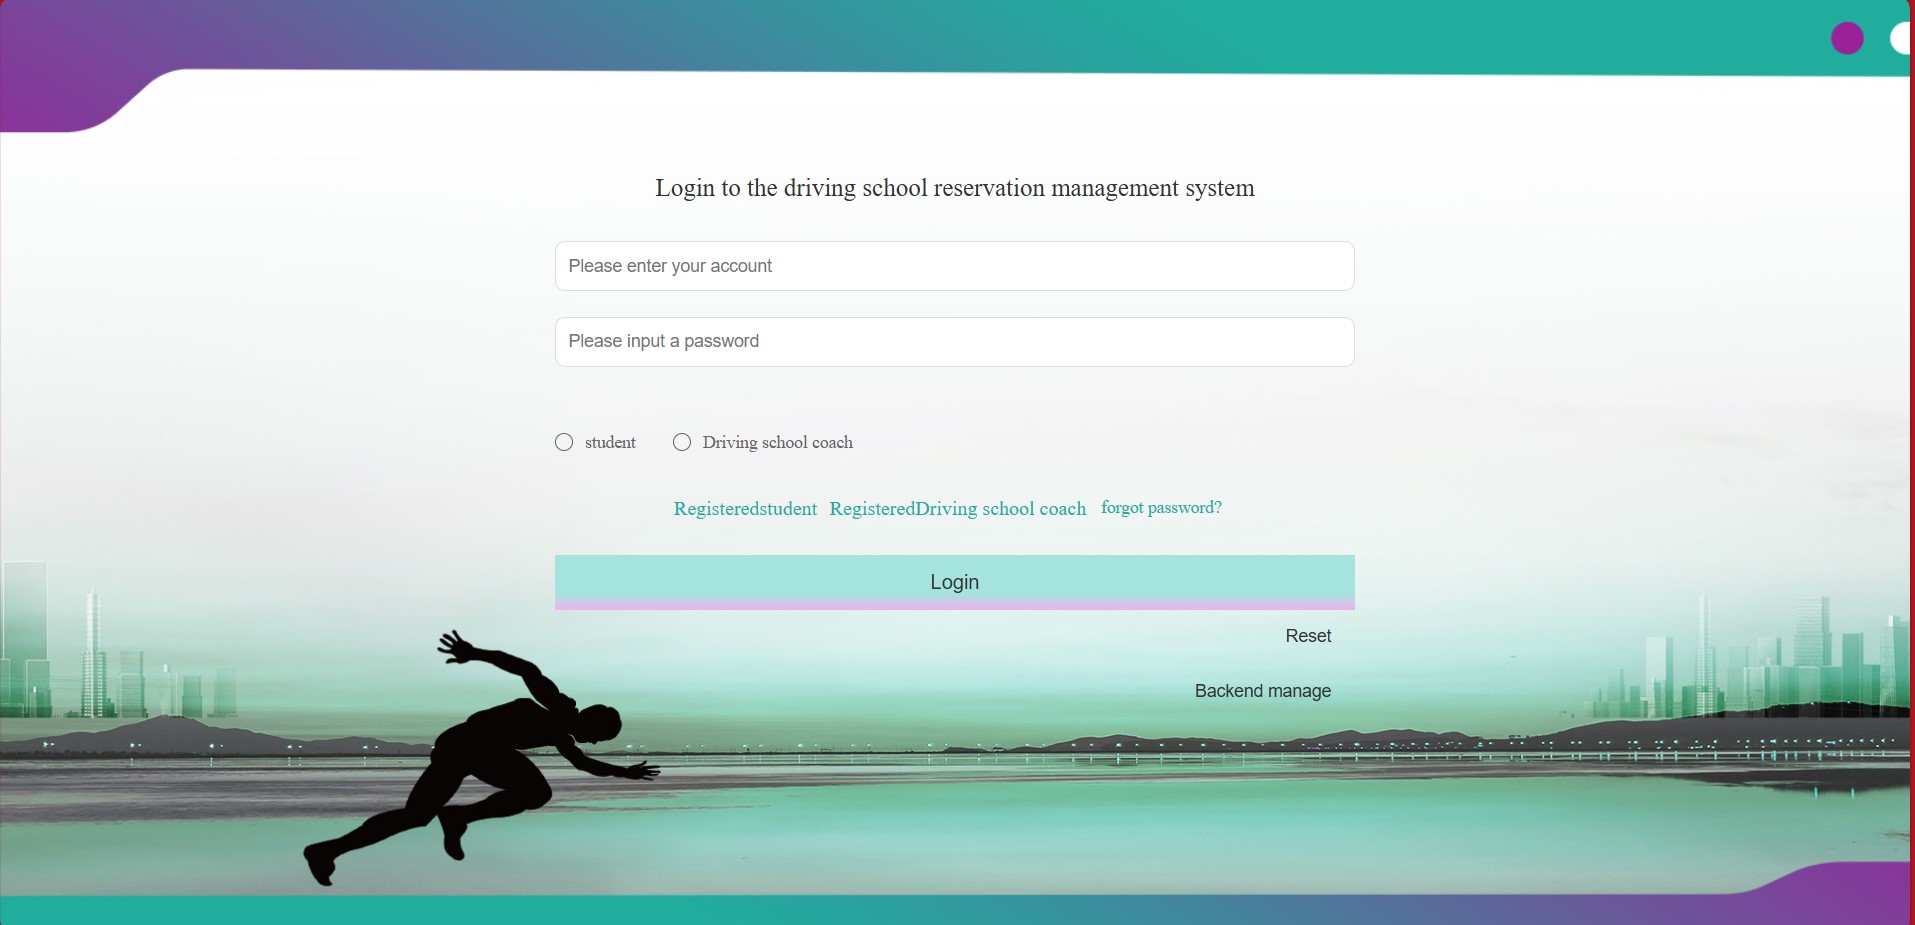 Login to the driving school reservation management system
Please enter your account
Please input a password
student Driving school coach
Registeredstudent RegisteredDriving school coach forgot password?
Login
Reset
Backend manage